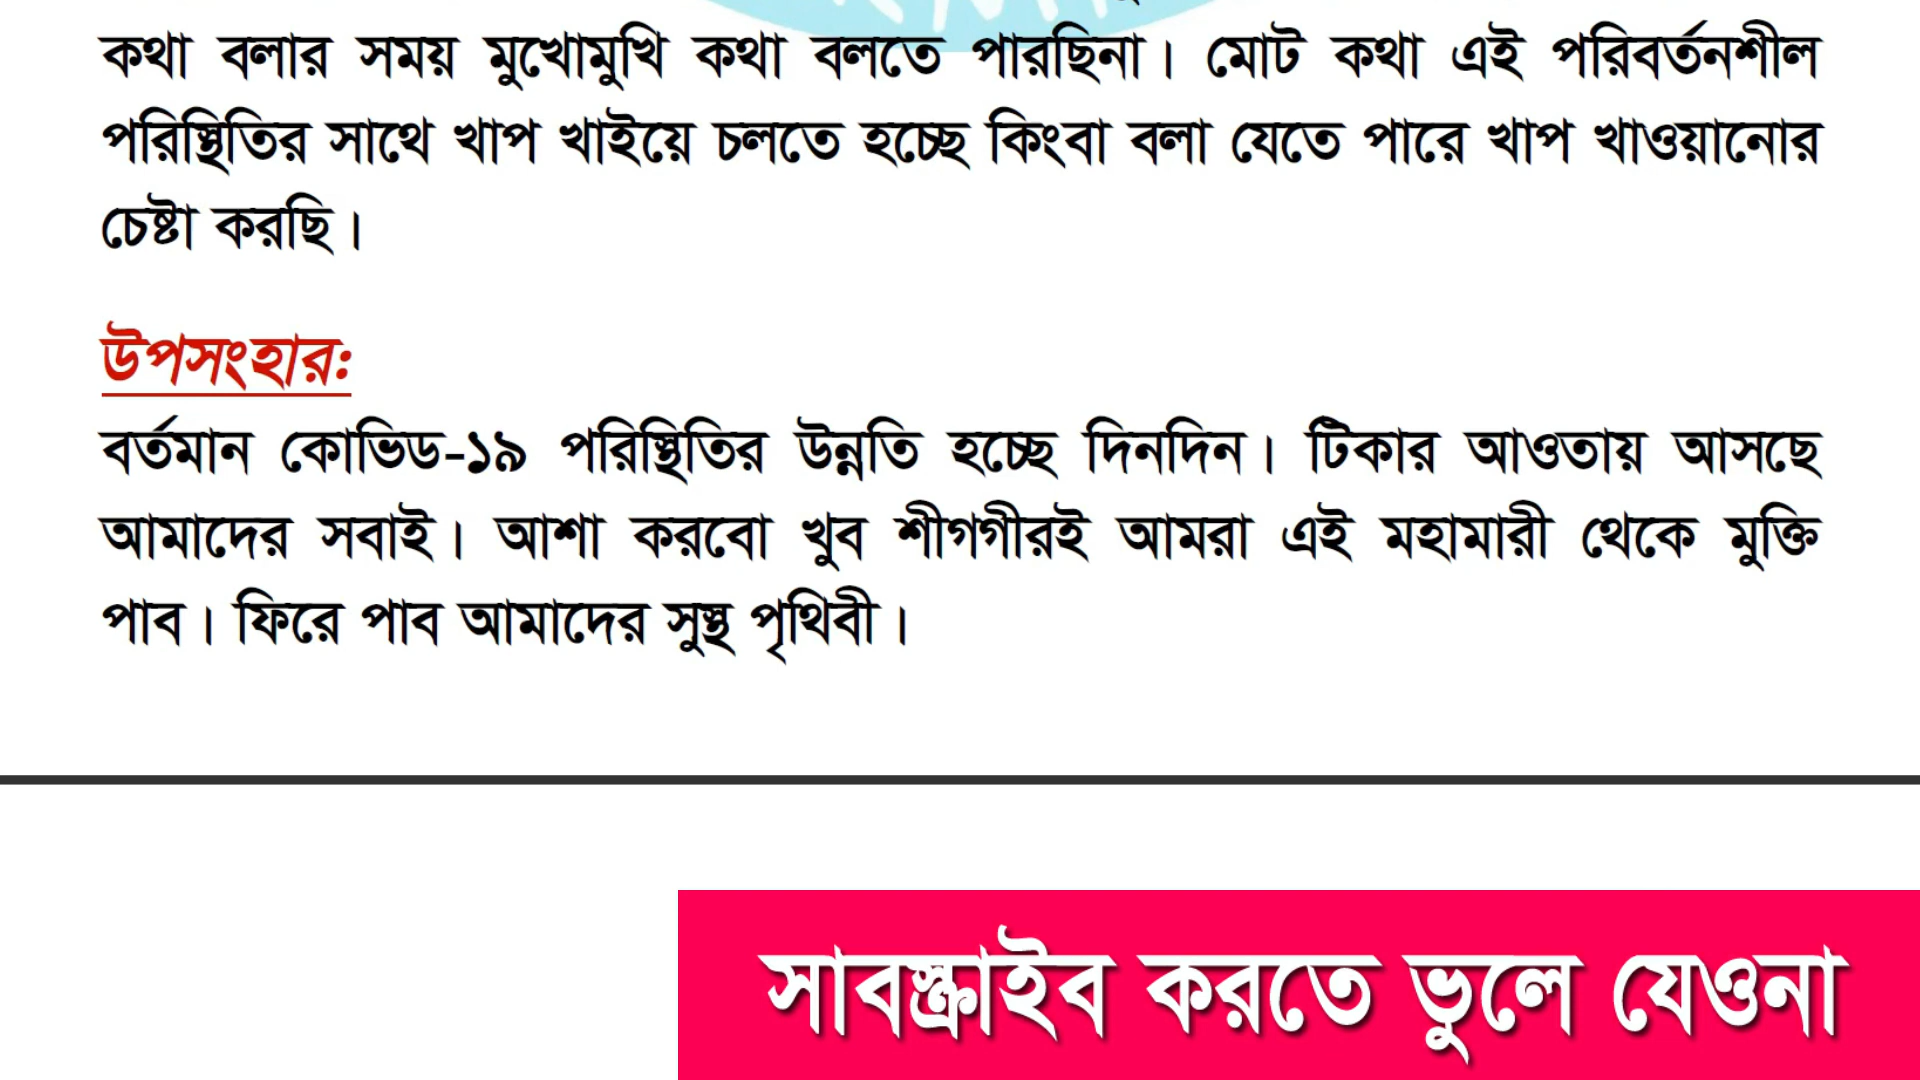 কথা বলার সময় মুখোমুখি কথা বলতে পারছিনা। মোট কথা এই পরিবর্তনশীল
পরিস্থিতির সাথে খাপ খাইয়ে চলতে হচ্ছে কিংবা বলা যেতে পারে খাপ খাওয়ানোর
চেষ্টা করছি।
উপসংহার:
বর্তমান কোভিড-১৯ পরিস্থিতির উন্নতি হচ্ছে দিনদিন। টিকার আওতায় আসছে
আমাদের সবাই। আশা করবো খুব শীগগীরই আমরা এই মহামারী থেকে মুক্তি
পাব। ফিরে পাব আমাদের সুস্থ পৃথিবী।
সাবস্ক্রাইব করতে ভুলে যেওনা